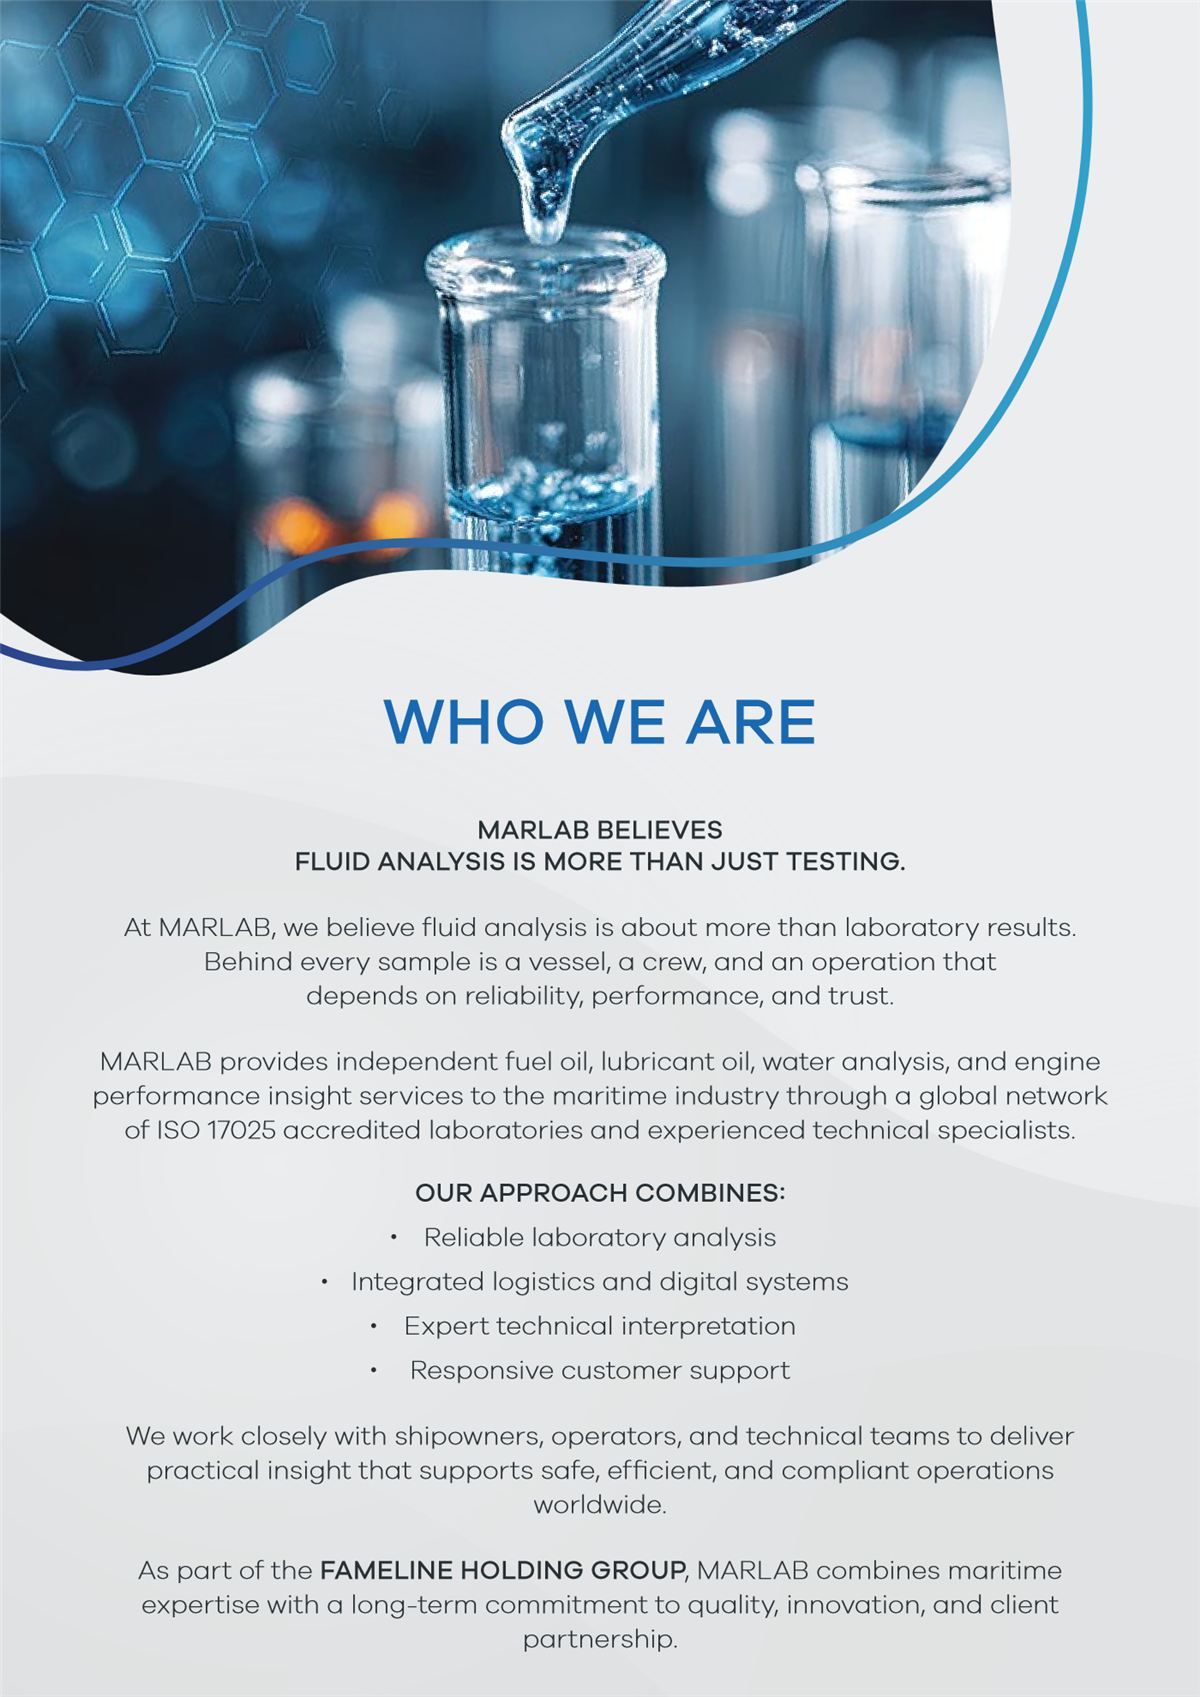 WHO WE ARE
MARLAB BELIEVES
FLUID ANALYSIS IS MORE THAN JUST TESTING.
At MARLAB, we believe fluid analysis is about more than laboratory results.
Behind every sample is a vessel, a crew, and an operation that
depends on reliability, performance, and trust.
MARLAB provides independent fuel oil, lubricant oil, water analysis, and engine
performance insight services to the maritime industry through a global network
of ISO 17025 accredited laboratories and experienced technical specialists.
OUR APPROACH COMBINES:
• Reliable laboratory analysis
• Integrated logistics and digital systems
• Expert technical interpretation
• Responsive customer support
We work closely with shipowners, operators, and technical teams to deliver
practical insight that supports safe, efficient, and compliant operations
worldwide.
As part of the FAMELINE HOLDING GROUP, MARLAB combines maritime
expertise with a long-term commitment to quality, innovation, and client
partnership.